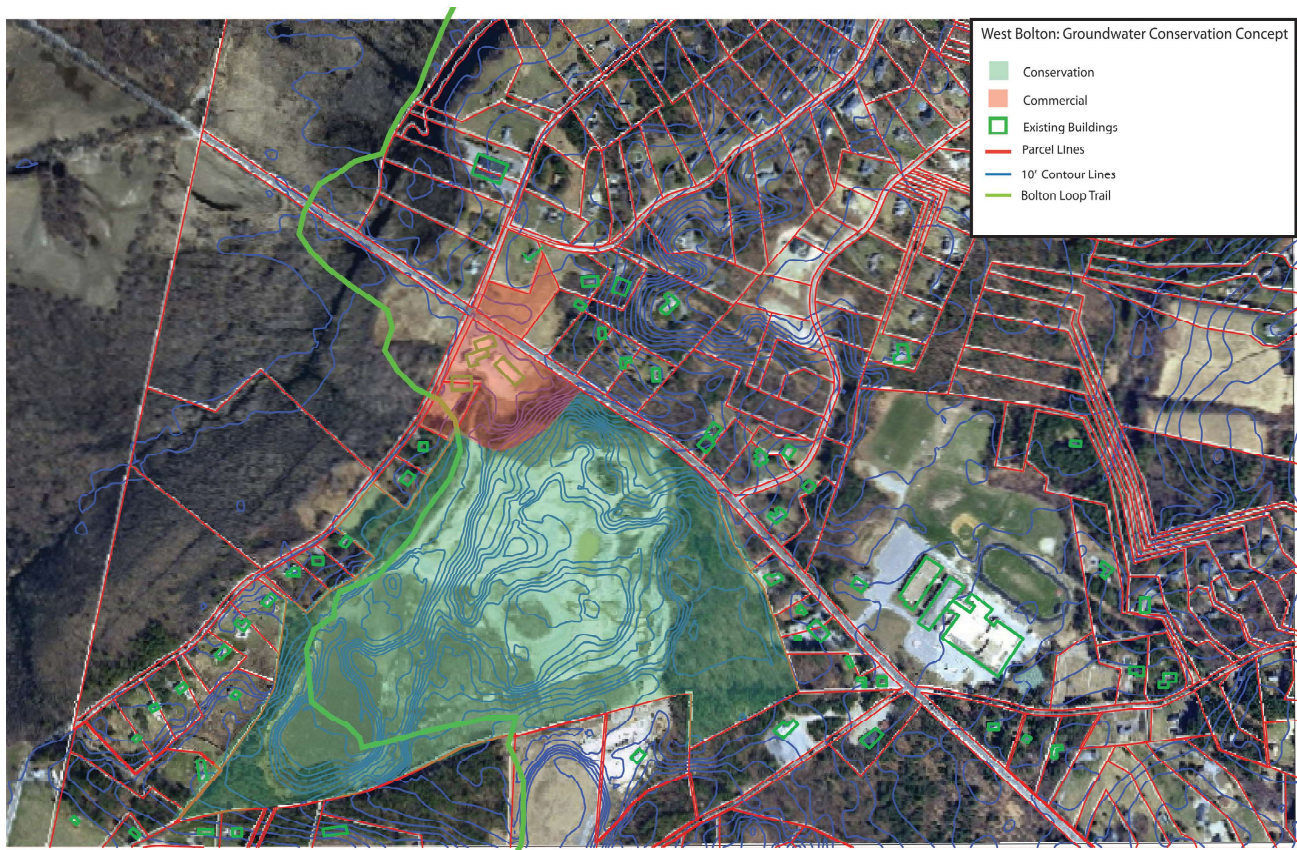 West Bolton: Groundwater Conservation Concept
Conservation
Commercial
Existing Buildings
Parcel Lines
10' Contour Lines
Bolton Loop Trail